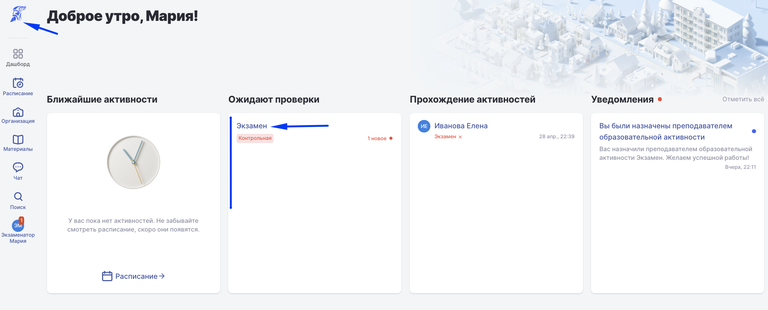 Доброе утро, Мария!
Дашборд
Расписание
Организация
Материалы
Чат
Поиск
ЭМ
1
Экзаменатор
Мария
Ближайшие активности
У вас пока нет активностей. Не забывайте
смотреть расписание, скоро они появятся.
Расписание
Ожидают проверки
Экзамен
Контрольная
1 новое
Прохождение активностей
ИЕ
Иванова Елена
Экзамен
28 апр., 22:39
Уведомления
Отметить всё
Вы были назначены преподавателем
образовательной активности
Вас назначили преподавателем образовательной
активности Экзамен. Желаем успешной работы!
Вчера, 22:11